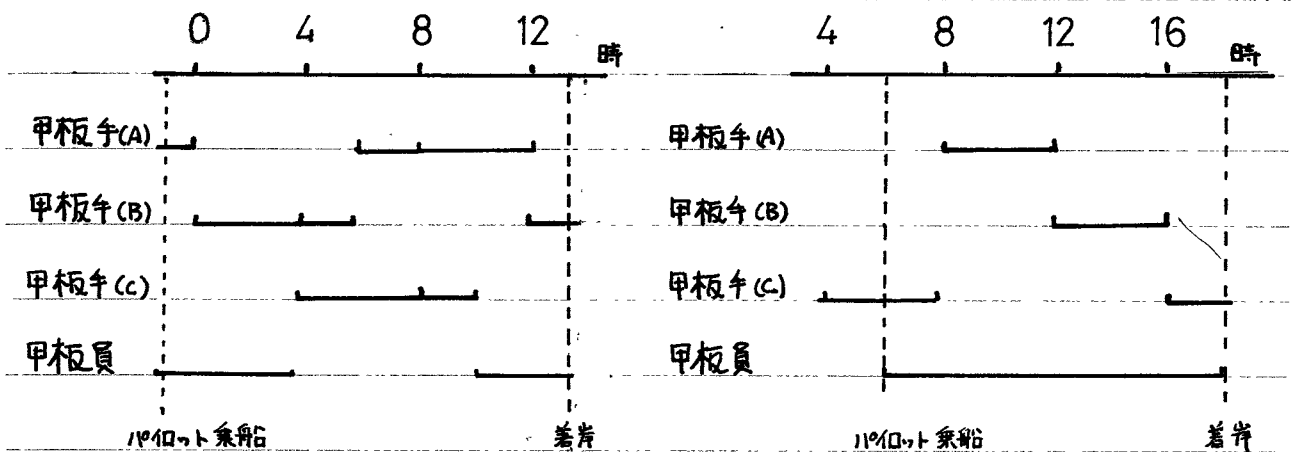 0 4 8 12 時
甲板手(A)
甲板手(B)
甲板手(C)
甲板員
パイロット乗船 着岸
4 8 12 16 時
甲板手(A)
甲板手(B)
甲板手(C)
甲板員
パイロット乗船 着岸